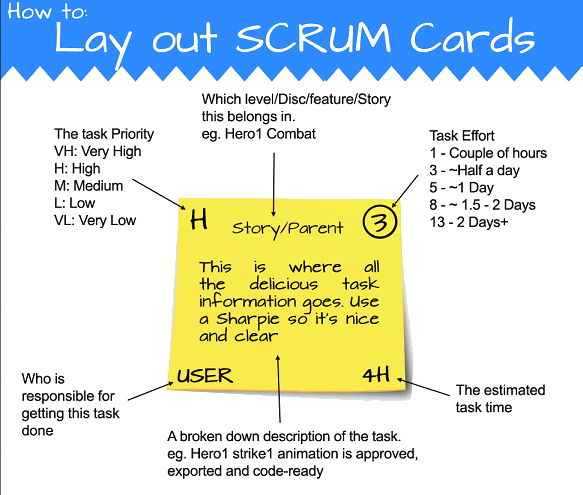 How to:
Lay out SCRUM Cards
Which level/Disc/feature/Story
this belongs in.
eg. Hero1 Combat
The task Priority
VH: Very High
H: High
M: Medium
L: Low
VL: Very Low
Task Effort
1 - Couple of hours
3 - ~Half a day
5 - ~1 Day
8 - ~ 1.5 - 2 Days
13 - 2 Days+
H
Story/Parent
3
This is where all
the delicious task
information goes. Use
a Sharpie so it's nice
and clear
USER
4H
Who is
responsible for
getting this task
done
The estimated
task time
A broken down description of the task.
eg. Hero1 strike1 animation is approved,
exported and code-ready